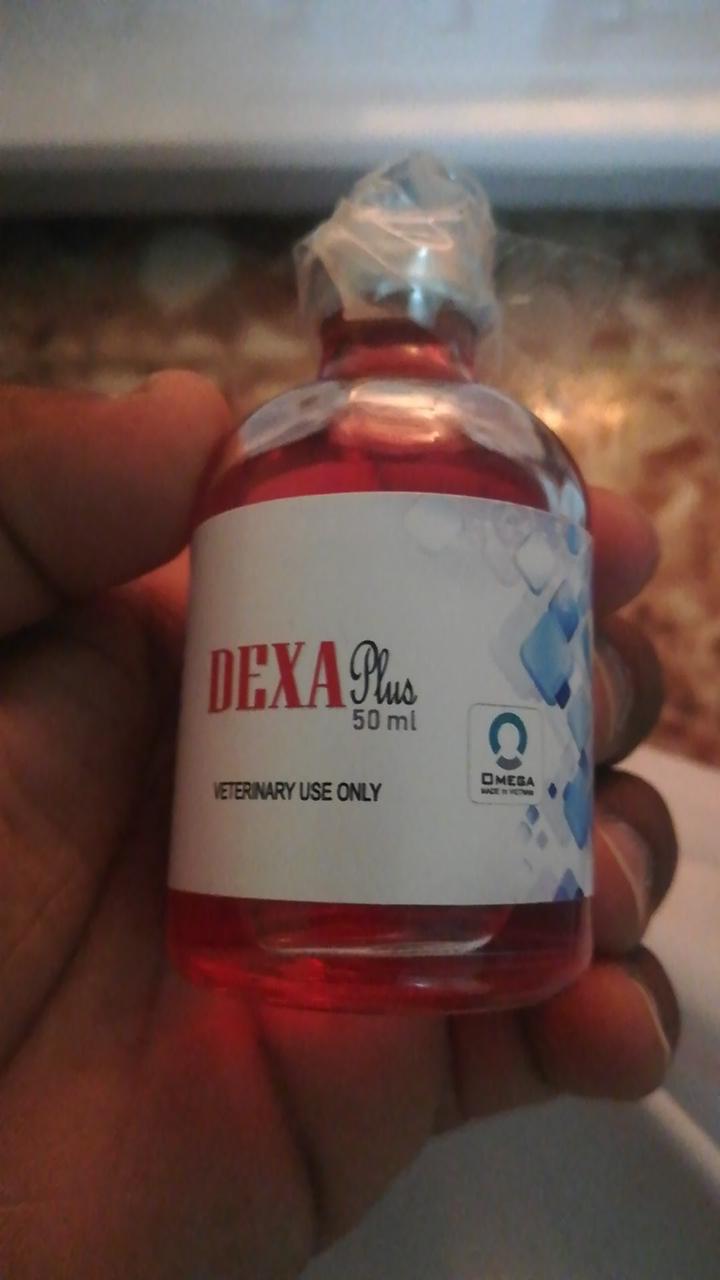 DEXA Plus
50 ml
VETERINARY USE ONLY
OMEGA
MADE IN VIETNAM